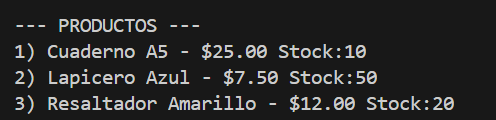 --- PRODUCTOS ---
1) Cuaderno A5 - $25.00 Stock:10
2) Lapicero Azul - $7.50 Stock:50
3) Resaltador Amarillo - $12.00 Stock:20